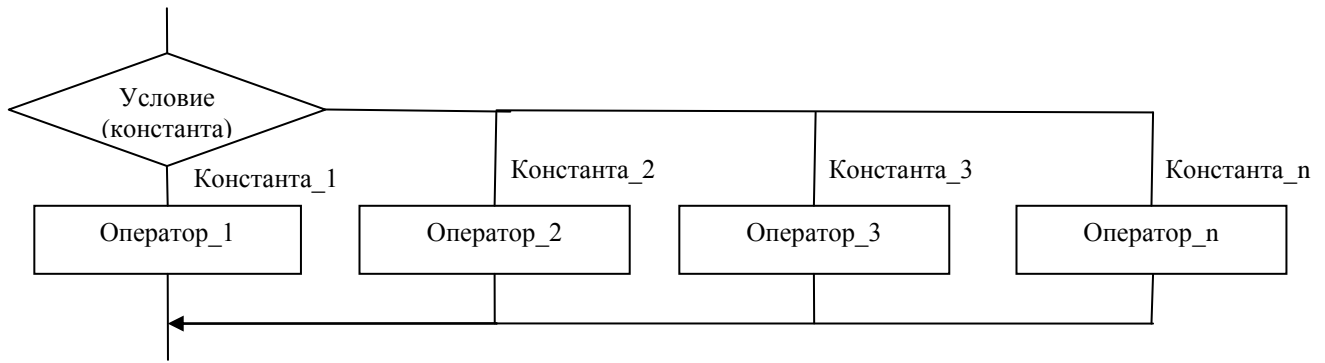 Условие
(константа)
Константа_1
Константа_2
Константа_3
Константа_n
Оператор_1
Оператор_2
Оператор_3
Оператор_n